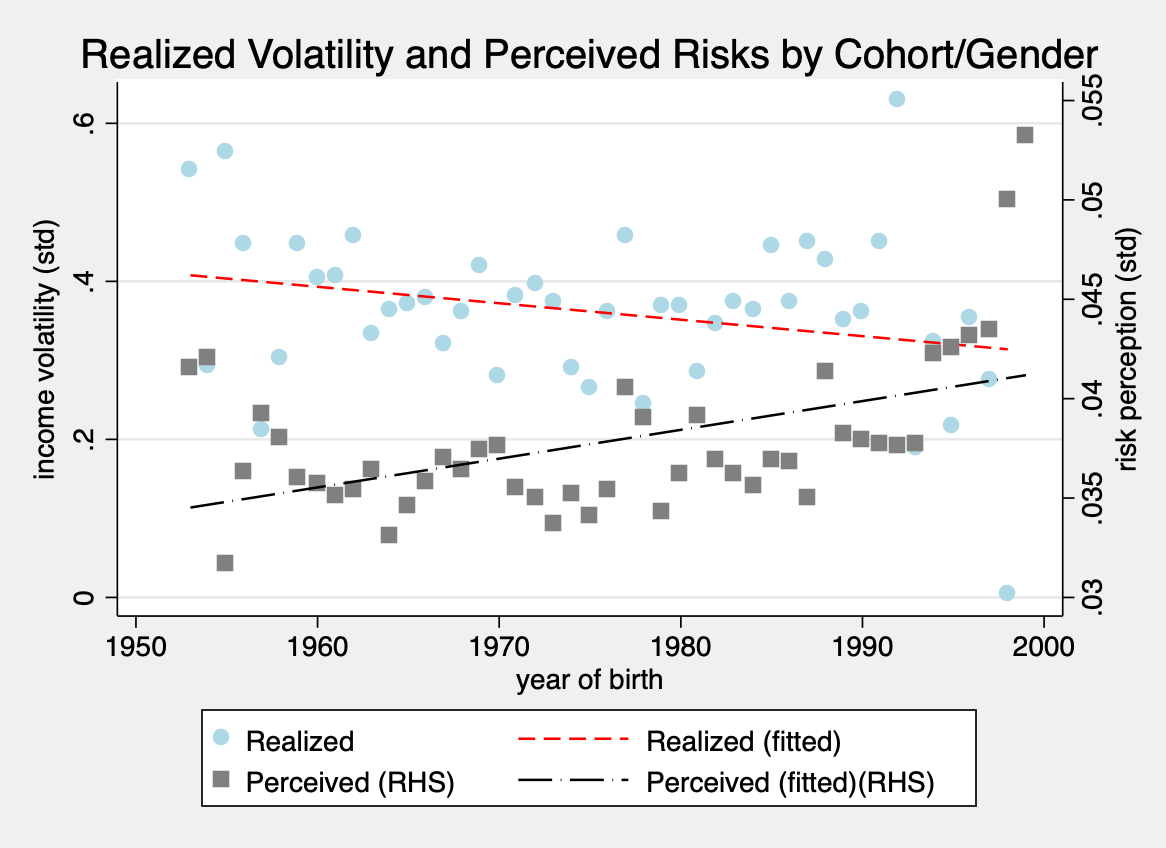 Realized Volatility and Perceived Risks by Cohort/Gender
income volatility (std)
.6
.4
.2
0
.055
.05
.045
.04
.035
.03
risk perception (std)
1950 1960 1970 1980 1990 2000
year of birth
Realized Realized (fitted)
Perceived (RHS) Perceived (fitted)(RHS)